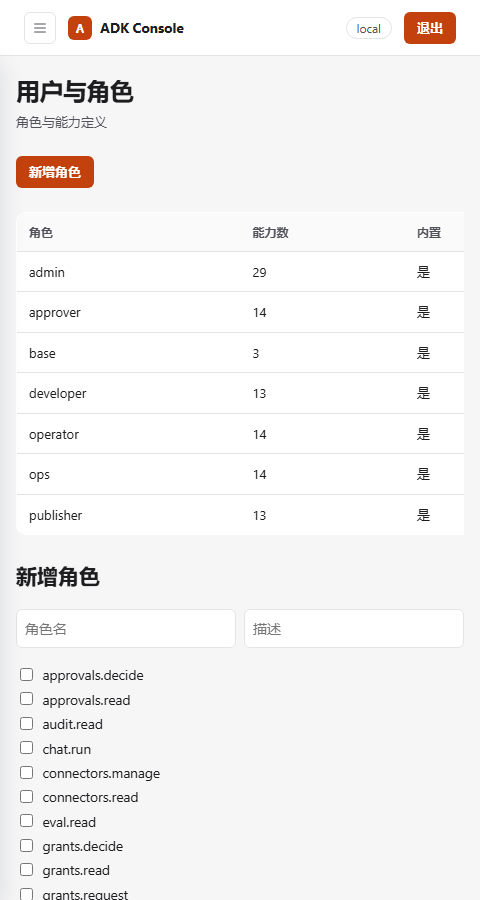 A ADK Console local 退出
用户与角色
角色与能力定义
新增角色
角色 能力数 内置
admin 29 是
approver 14 是
base 3 是
developer 13 是
operator 14 是
ops 14 是
publisher 13 是
新增角色
角色名 描述
approvals.decide
approvals.read
audit.read
chat.run
connectors.manage
connectors.read
eval.read
grants.decide
grants.read
grants.request